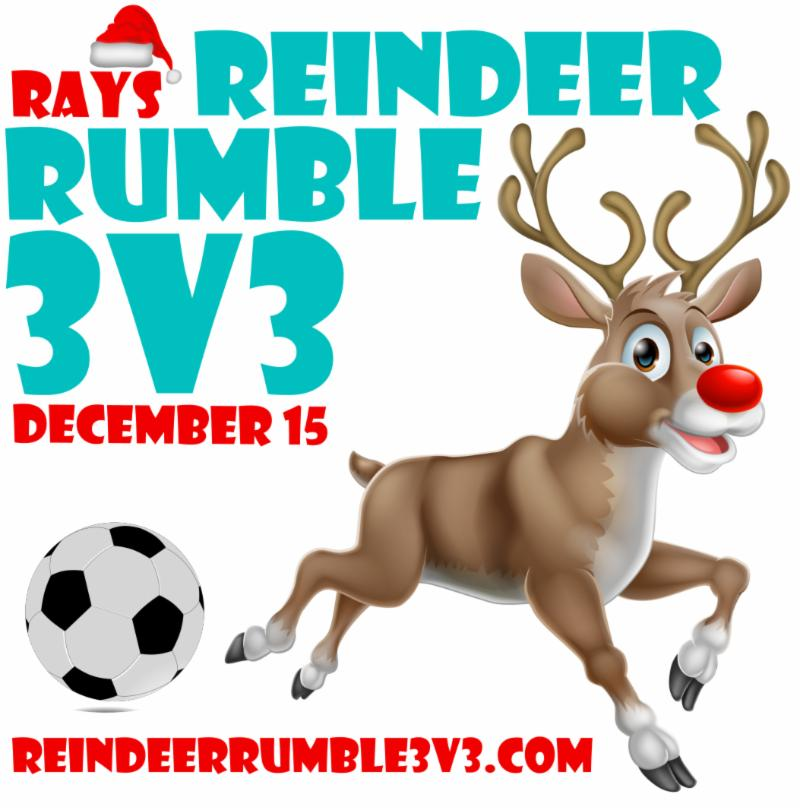 RAYS REINDEER
RUMBLE
3V3
DECEMBER 15
REINDEERRUMBLE3V3.COM